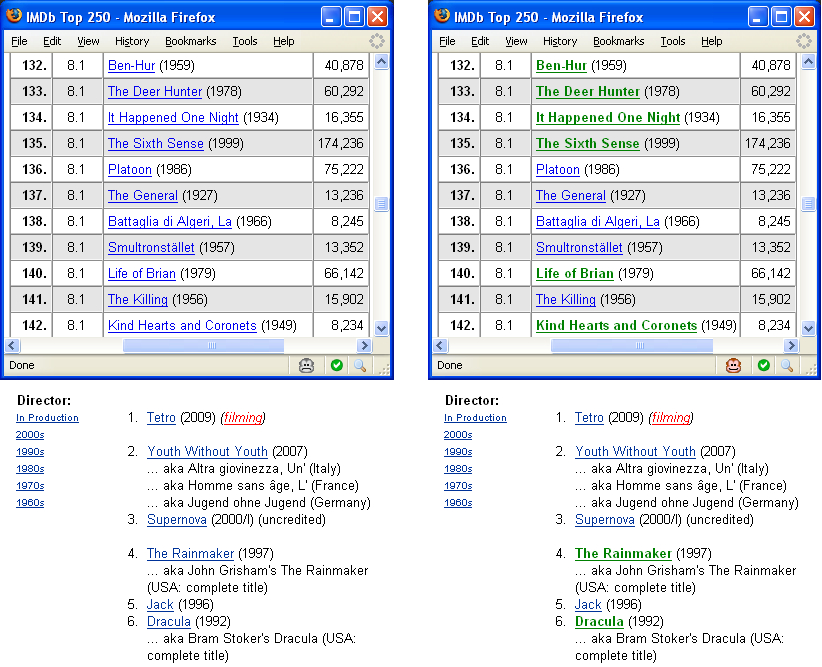 IMDb Top 250 - Mozilla Firefox
File Edit View History Bookmarks Tools Help
132. 8.1 Ben-Hur (1959) 40,878
133. 8.1 The Deer Hunter (1978) 60,292
134. 8.1 It Happened One Night (1934) 16,355
135. 8.1 The Sixth Sense (1999) 174,236
136. 8.1 Platoon (1986) 75,222
137. 8.1 The General (1927) 13,236
138. 8.1 Battaglia di Algeri, La (1966) 8,245
139. 8.1 Smultronstället (1957) 13,352
140. 8.1 Life of Brian (1979) 66,142
141. 8.1 The Killing (1956) 15,902
142. 8.1 Kind Hearts and Coronets (1949) 8,234
Done
Director:
In Production
2000s
1990s
1980s
1970s
1960s
1. Tetro (2009) (filming)
2. Youth Without Youth (2007)
... aka Altra giovinezza, Un' (Italy)
... aka Homme sans âge, L' (France)
... aka Jugend ohne Jugend (Germany)
3. Supernova (2000/I) (uncredited)
4. The Rainmaker (1997)
... aka John Grisham's The Rainmaker
(USA: complete title)
5. Jack (1996)
6. Dracula (1992)
... aka Bram Stoker's Dracula (USA:
complete title)
IMDb Top 250 - Mozilla Firefox
File Edit View History Bookmarks Tools Help
132. 8.1 Ben-Hur (1959) 40,878
133. 8.1 The Deer Hunter (1978) 60,292
134. 8.1 It Happened One Night (1934) 16,355
135. 8.1 The Sixth Sense (1999) 174,236
136. 8.1 Platoon (1986) 75,222
137. 8.1 The General (1927) 13,236
138. 8.1 Battaglia di Algeri, La (1966) 8,245
139. 8.1 Smultronstället (1957) 13,352
140. 8.1 Life of Brian (1979) 66,142
141. 8.1 The Killing (1956) 15,902
142. 8.1 Kind Hearts and Coronets (1949) 8,234
Done
Director:
In Production
2000s
1990s
1980s
1970s
1960s
1. Tetro (2009) (filming)
2. Youth Without Youth (2007)
... aka Altra giovinezza, Un' (Italy)
... aka Homme sans âge, L' (France)
... aka Jugend ohne Jugend (Germany)
3. Supernova (2000/I) (uncredited)
4. The Rainmaker (1997)
... aka John Grisham's The Rainmaker
(USA: complete title)
5. Jack (1996)
6. Dracula (1992)
... aka Bram Stoker's Dracula (USA:
complete title)